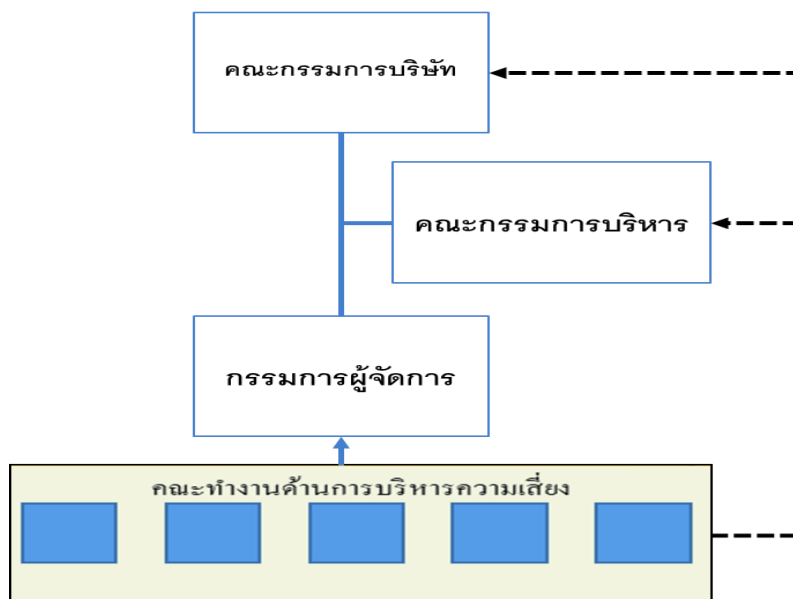 คณะกรรมการบริษัท
คณะกรรมการบริหาร
กรรมการผู้จัดการ
คณะทำงานด้านการบริหารความเสี่ยง